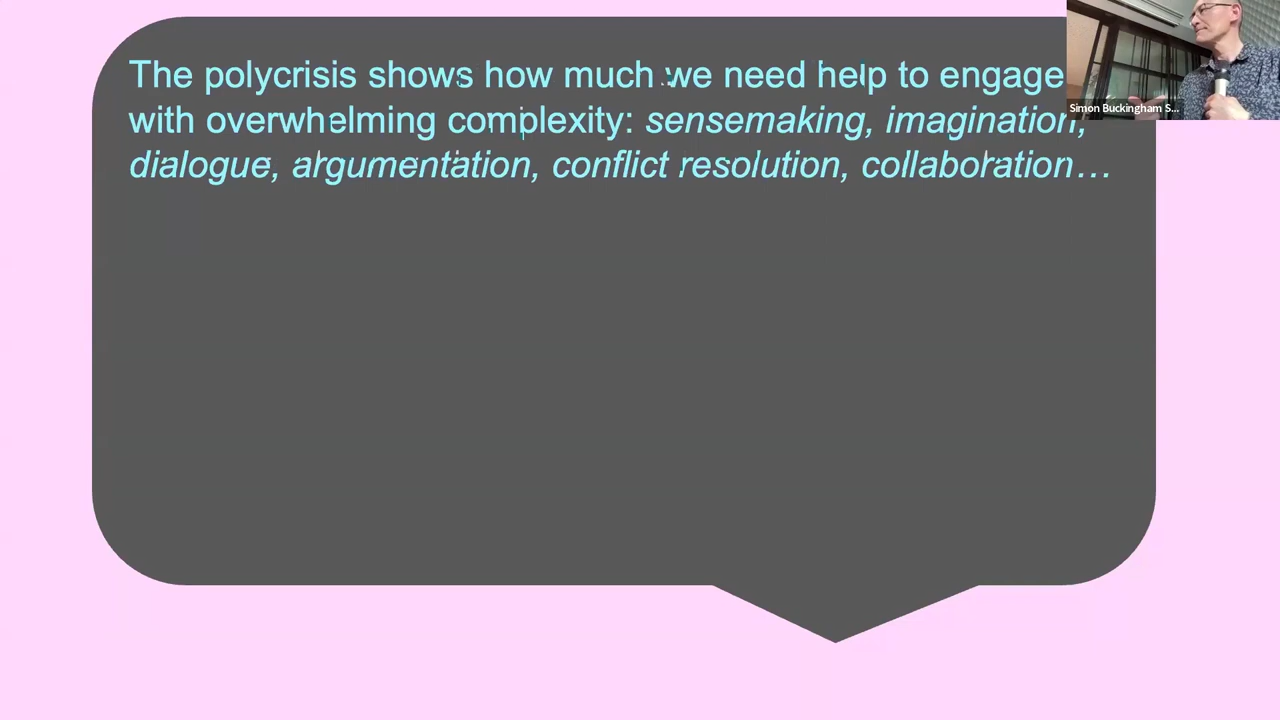 The polycrisis shows how much we need help to engage
with overwhelming complexity: sensemaking, imagination,
dialogue, argumentation, conflict resolution, collaboration…
Simon Buckingham S...